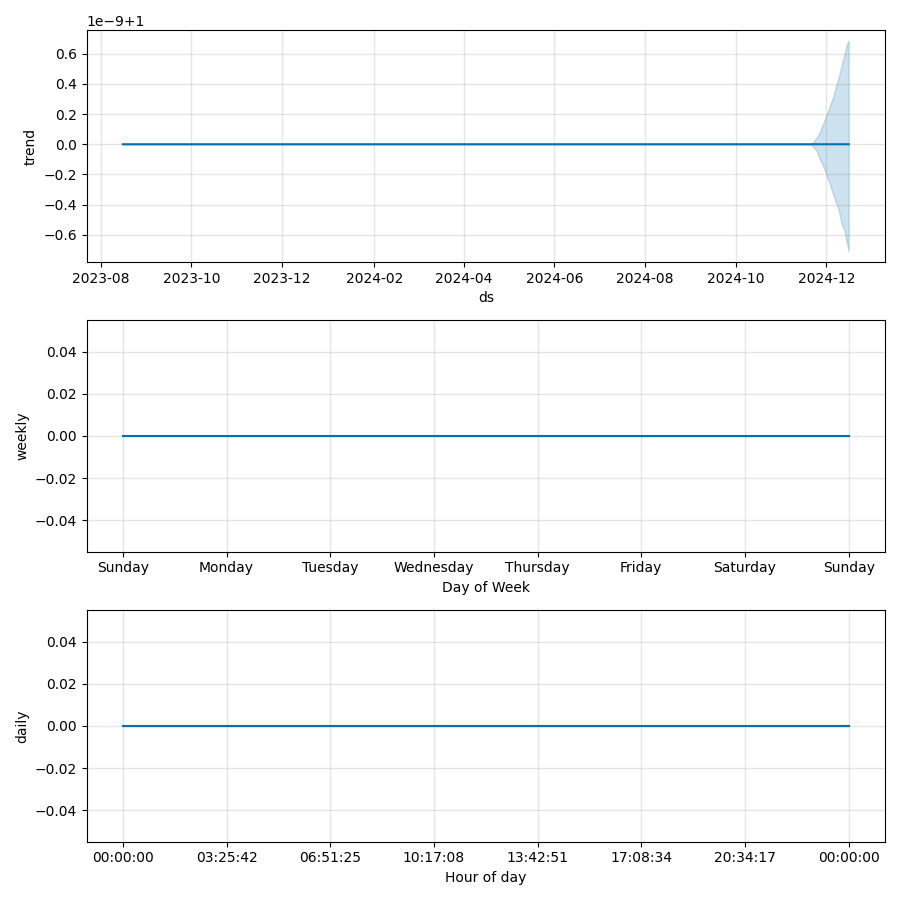 1e−9+1
0.6
0.4
0.2
0.0
−0.2
−0.4
−0.6
trend
2023-08 2023-10 2023-12 2024-02 2024-04 2024-06 2024-08 2024-10 2024-12
ds
0.04
0.02
0.00
−0.02
−0.04
weekly
Sunday Monday Tuesday Wednesday Thursday Friday Saturday Sunday
Day of Week
0.04
0.02
0.00
−0.02
−0.04
daily
00:00:00 03:25:42 06:51:25 10:17:08 13:42:51 17:08:34 20:34:17 00:00:00
Hour of day